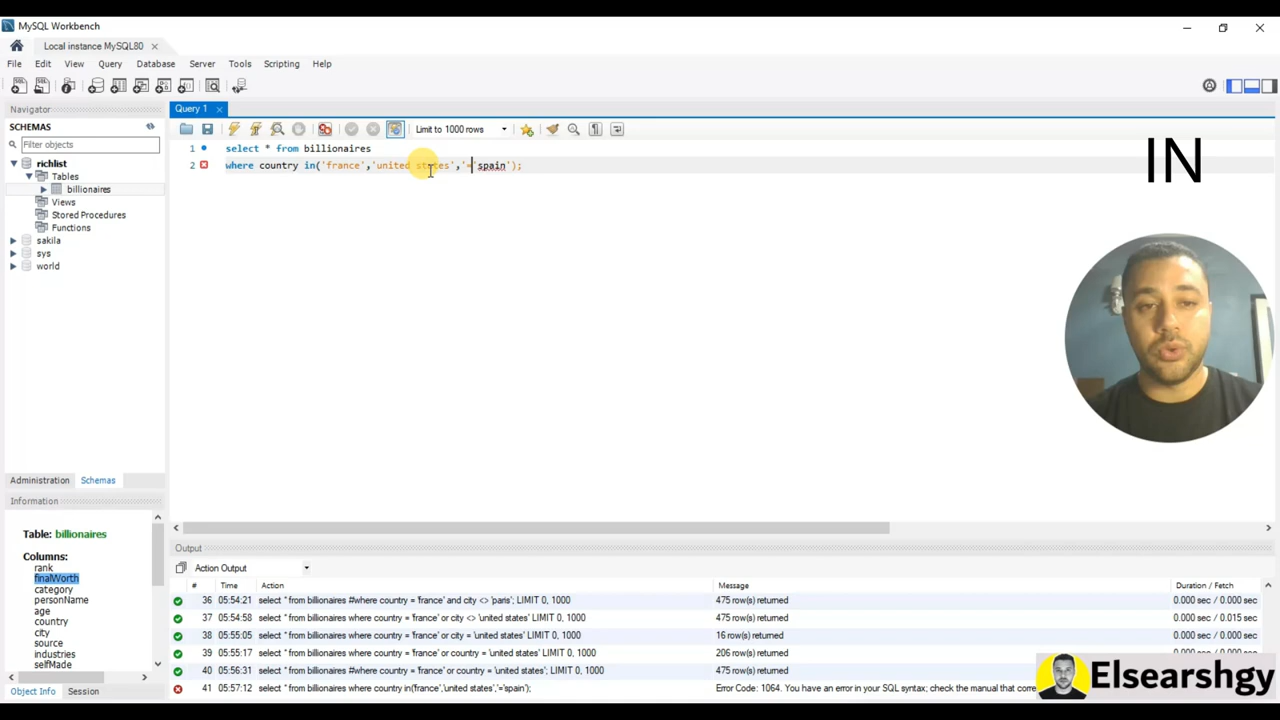 MySQL Workbench
Local instance MySQL80
File Edit View Query Database Server Tools Scripting Help
Navigator
Query 1
SCHEMAS
Limit to 1000 rows
Filter objects
1 select * from billionaires
2 where country in('france','united states','='spain');
IN
richlist
Tables
billionaires
Views
Stored Procedures
Functions
sakila
sys
world
Administration Schemas
Information
Table: billionaires
Columns:
rank
finalWorth
category
personName
age
country
city
source
industries
selfMade
Object Info Session
Output
Action Output
# Time Action Message Duration / Fetch
36 05:54:21 select * from billionaires #where country = 'france' and city <> 'paris'; LIMIT 0, 1000 475 row(s) returned 0.000 sec / 0.000 sec
37 05:54:58 select * from billionaires where country = 'france' or city <> 'united states' LIMIT 0, 1000 475 row(s) returned 0.000 sec / 0.015 sec
38 05:55:05 select * from billionaires where country = 'france' or city = 'united states' LIMIT 0, 1000 16 row(s) returned 0.000 sec / 0.000 sec
39 05:55:17 select * from billionaires where country = 'france' or country = 'united states' LIMIT 0, 1000 206 row(s) returned 0.000 sec / 0.000 sec
40 05:56:31 select * from billionaires #where country = 'france' or country = 'united states'; LIMIT 0, 1000 475 row(s) returned 0.000 sec / 0.000 sec
41 05:57:12 select * from billionaires where country in('france','united states','='spain'); Error Code: 1064. You have an error in your SQL syntax; check the manual that corre
Elsearshgy